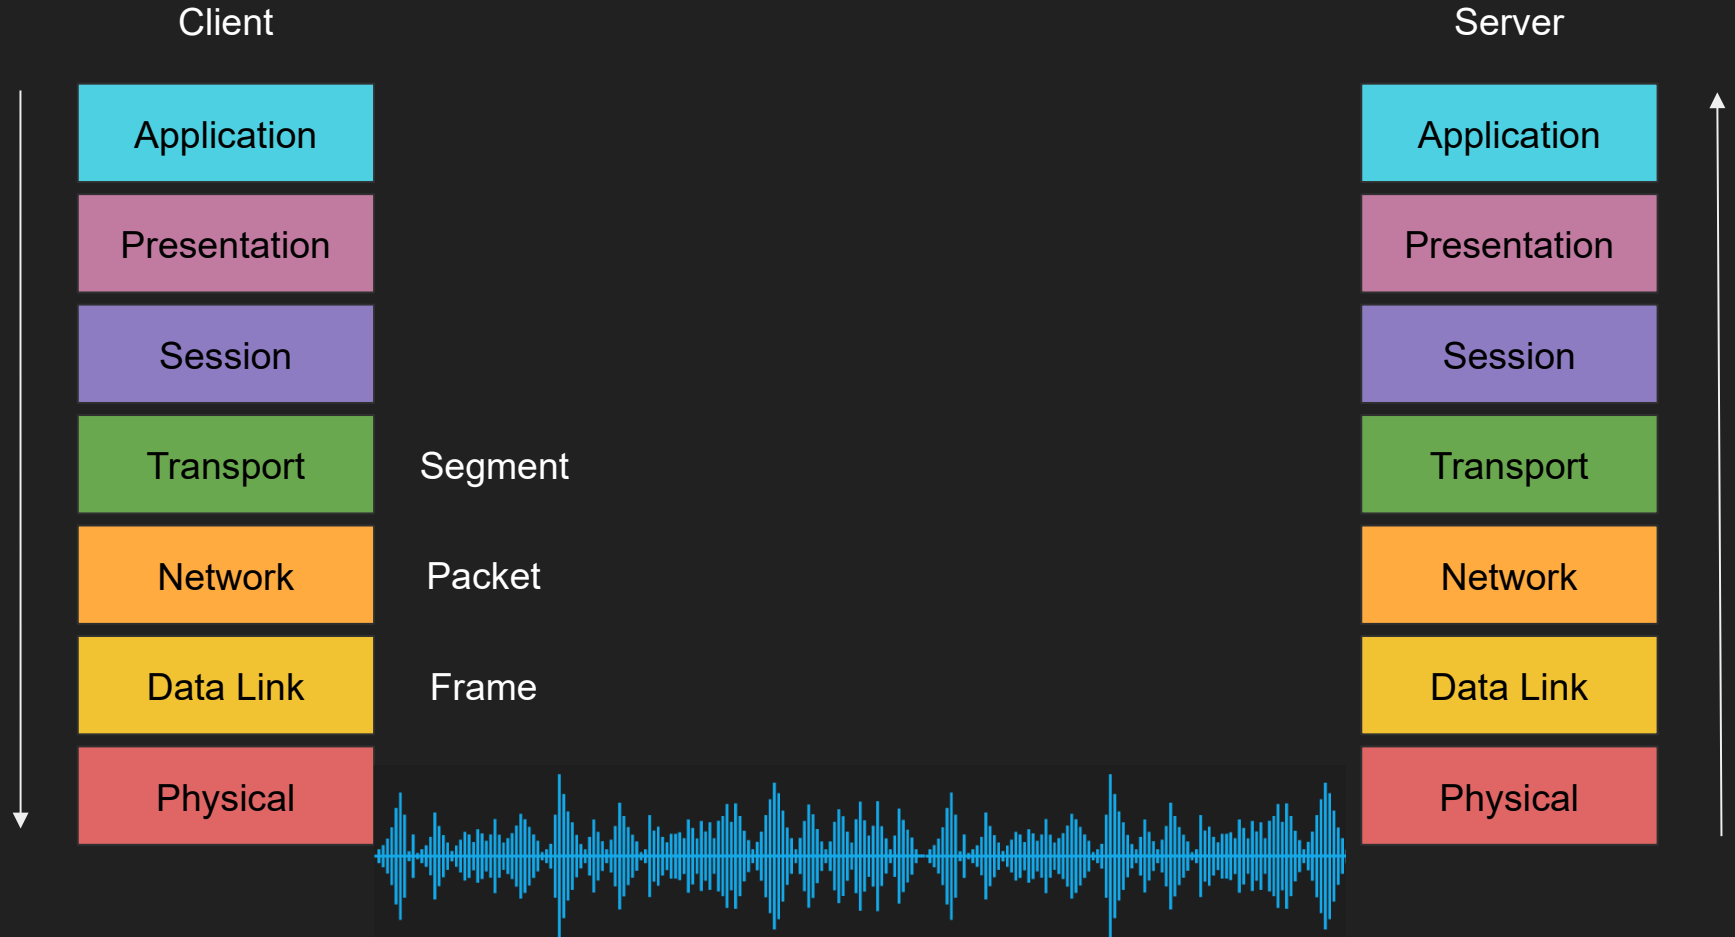 Client
Server
Application
Application
Presentation
Presentation
Session
Session
Transport
Segment
Transport
Network
Packet
Network
Data Link
Frame
Data Link
Physical
Physical